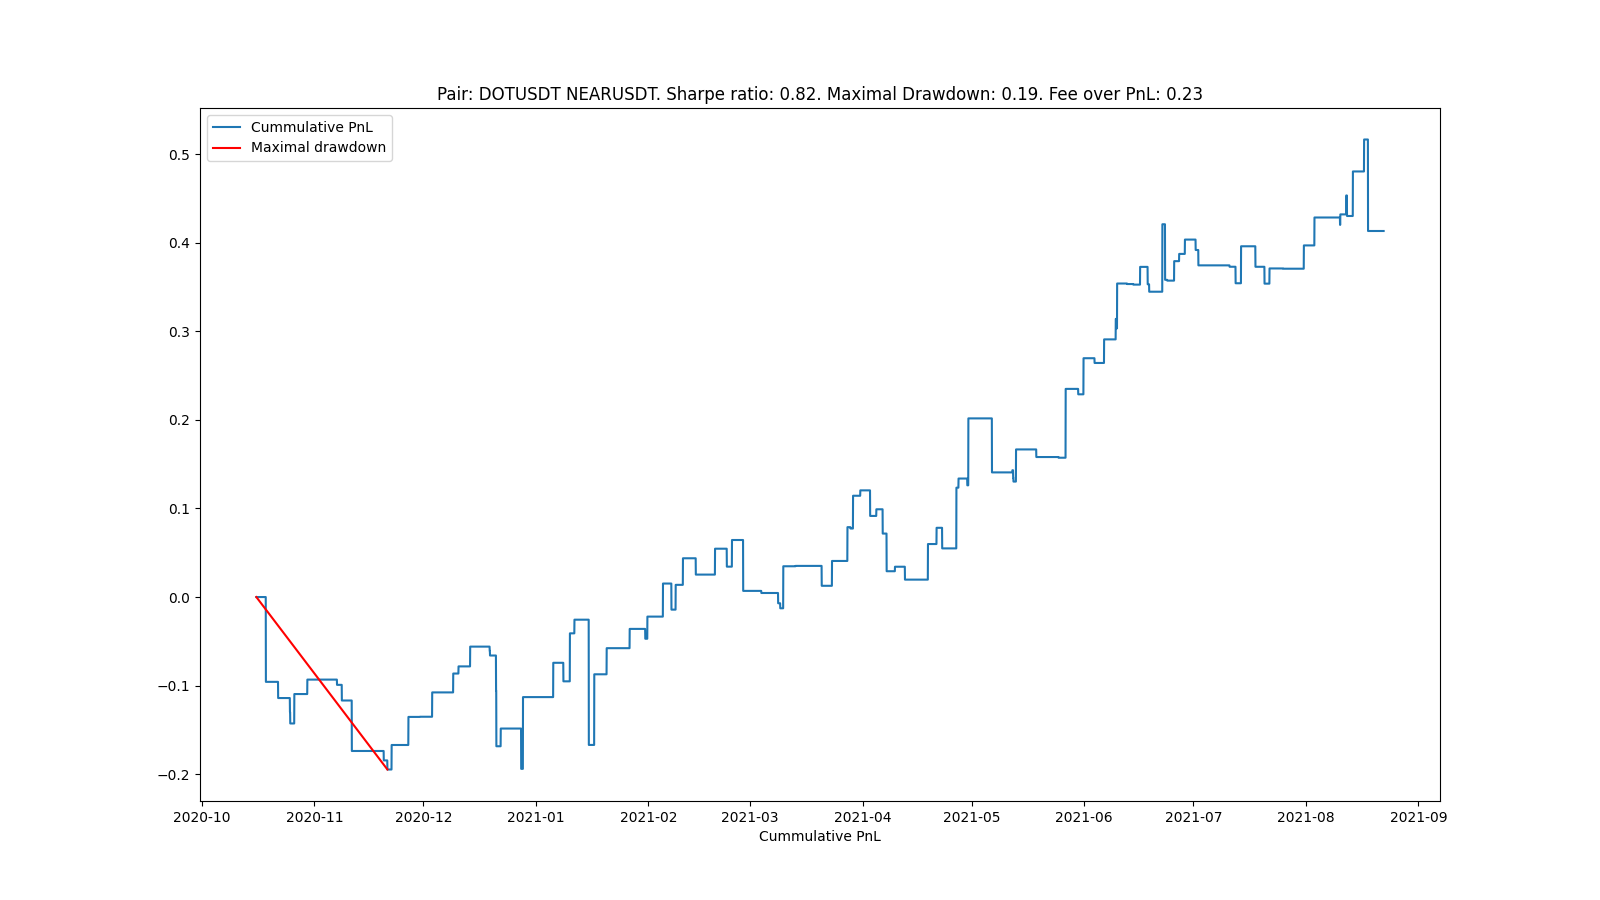 Pair: DOTUSDT NEARUSDT. Sharpe ratio: 0.82. Maximal Drawdown: 0.19. Fee over PnL: 0.23
Cummulative PnL
Maximal drawdown
0.5
0.4
0.3
0.2
0.1
0.0
−0.1
−0.2
2020-10 2020-11 2020-12 2021-01 2021-02 2021-03 2021-04 2021-05 2021-06 2021-07 2021-08 2021-09
Cummulative PnL